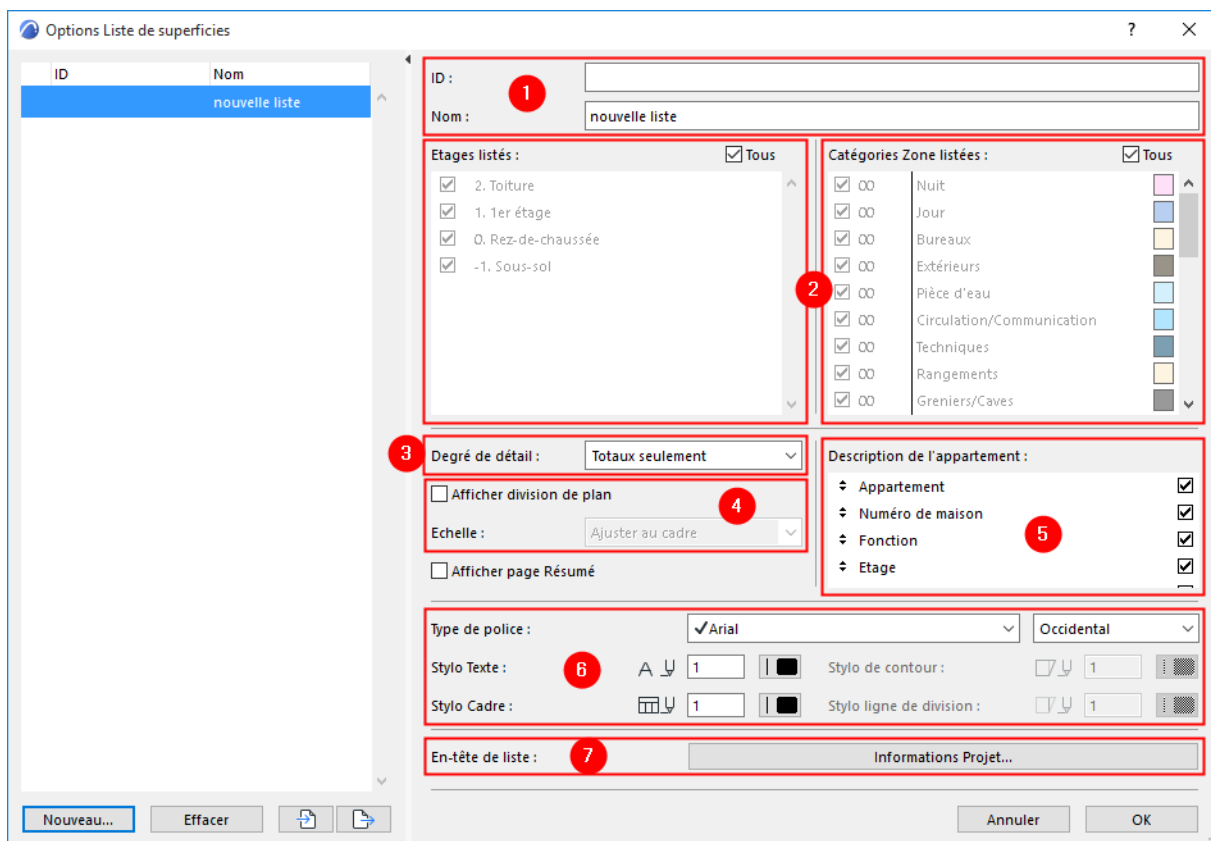 Options Liste de superficies
?
ID Nom
nouvelle liste
ID :
1
Nom : nouvelle liste
Etages listés : Tous
2. Toiture
1. 1er étage
0. Rez-de-chaussée
-1. Sous-sol
Catégories Zone listées : Tous
Nuit
Jour
Bureaux
Extérieurs
2
Pièce d'eau
Circulation/Communication
Techniques
Rangements
Greniers/Caves
3
Degré de détail : Totaux seulement
Afficher division de plan
4
Echelle : Ajuster au cadre
Afficher page Résumé
Description de l'appartement :
Appartement
Numéro de maison
5
Fonction
Etage
Type de police : Arial Occidental
Stylo Texte : 6 A 1 Stylo de contour : 1
Stylo Cadre : 1 Stylo ligne de division : 1
En-tête de liste : 7 Informations Projet...
Nouveau... Effacer Annuler OK